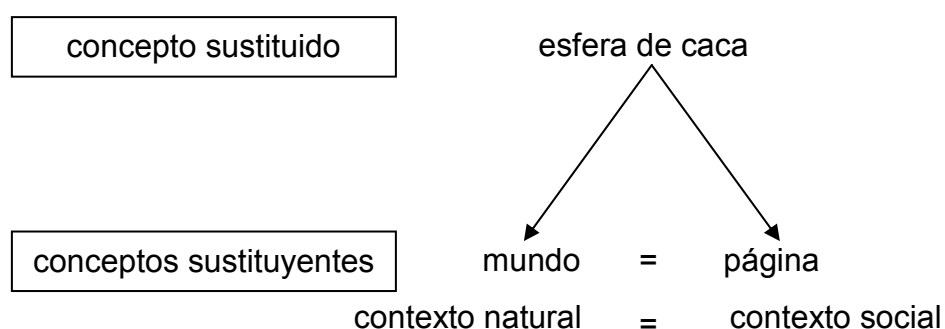 concepto sustituido esfera de caca
conceptos sustituyentes mundo = página
contexto natural = contexto social